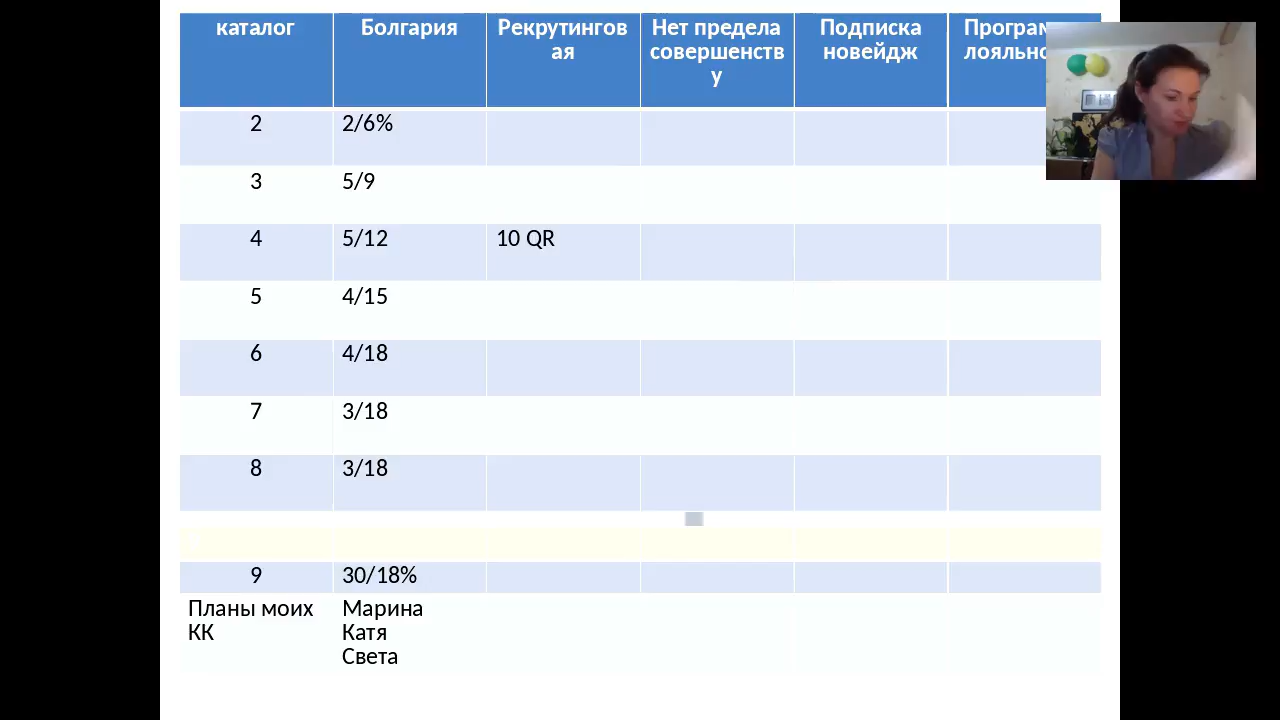 каталог
Болгария
Рекрутингов
ая
Нет предела
совершенств
у
Подписка
новейдж
2
2/6%
3
5/9
4
5/12
10 QR
5
4/15
6
4/18
7
3/18
8
3/18
9
30/18%
Планы моих
КК
Марина
Катя
Света